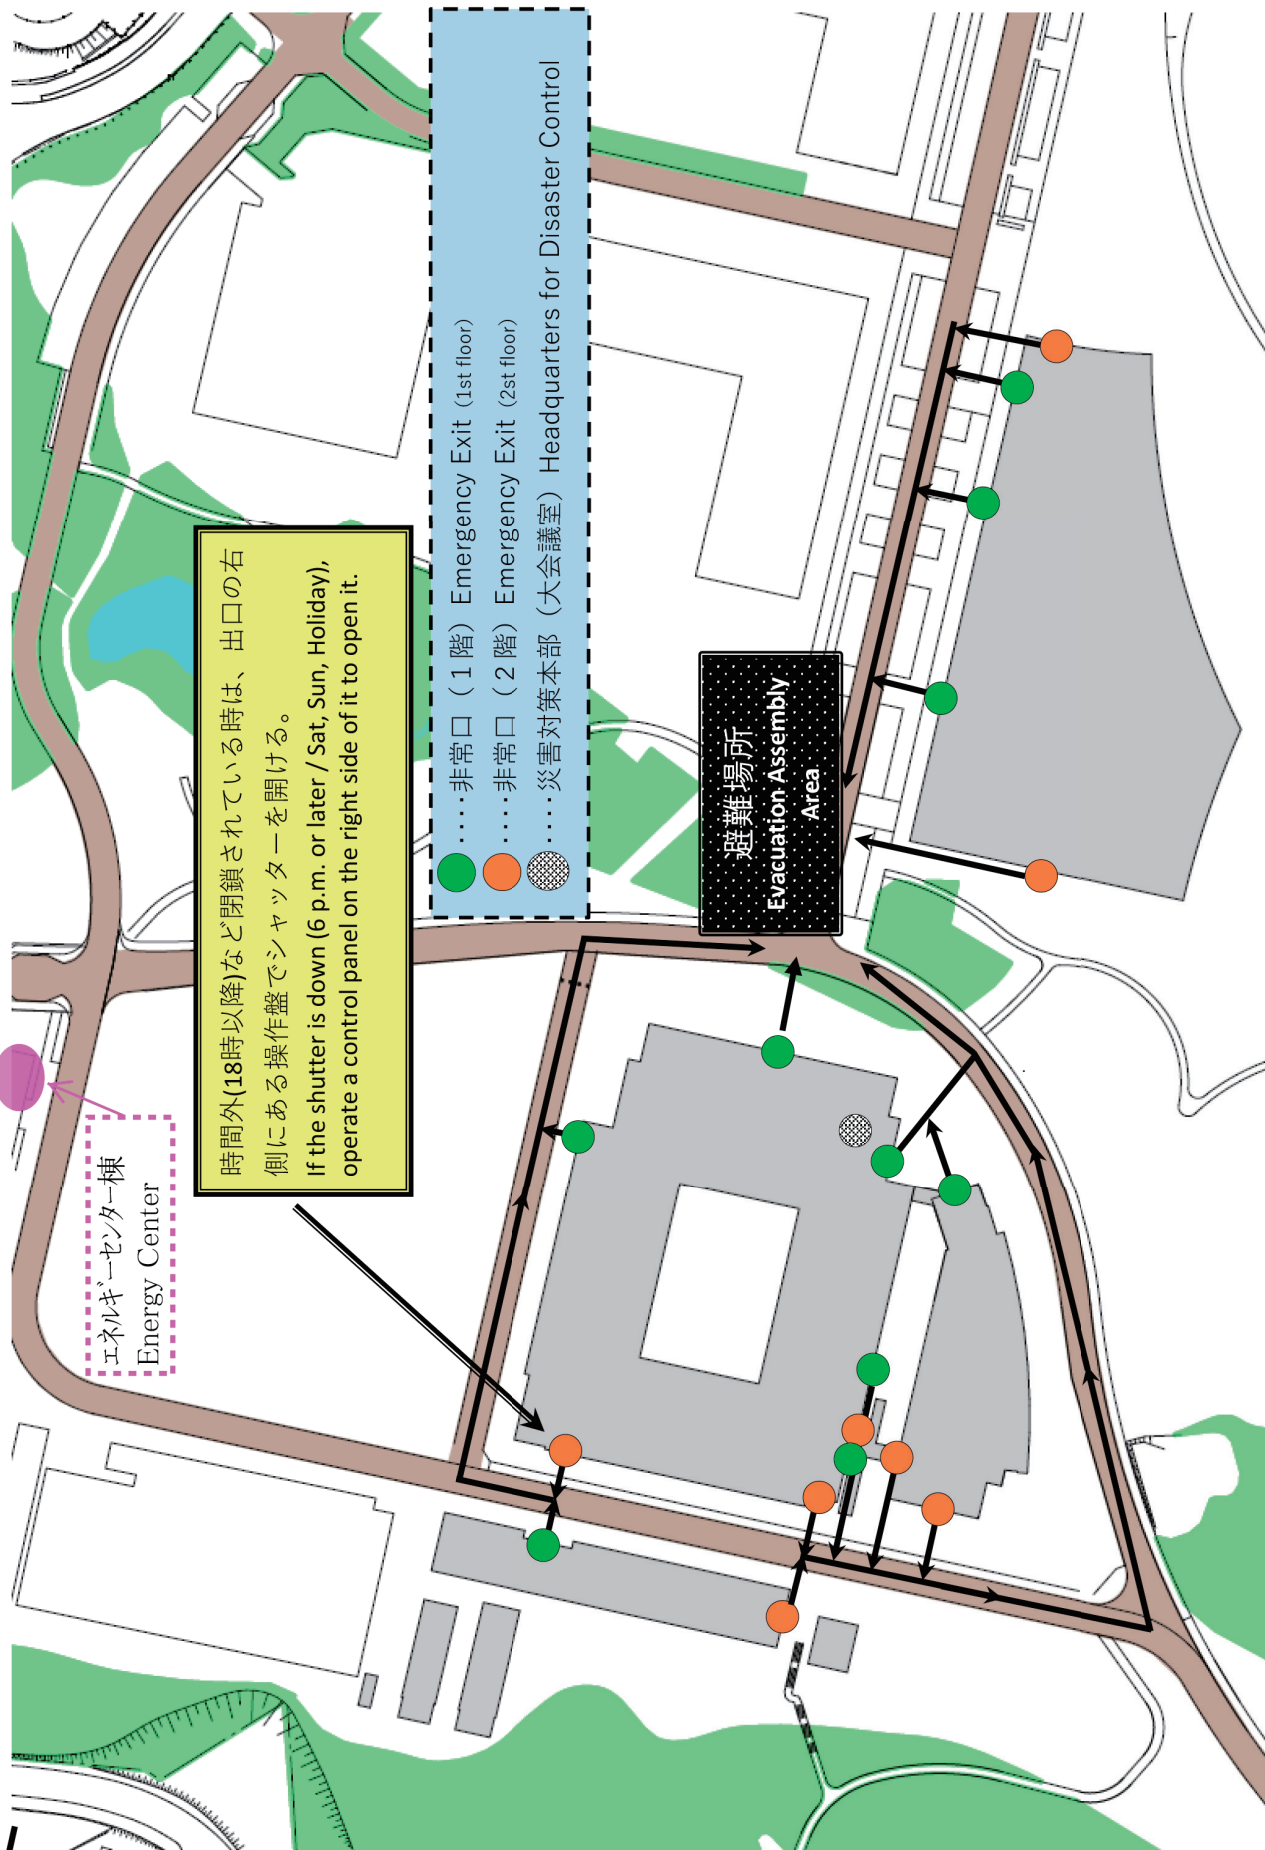 エネルギーセンター棟
Energy Center
時間外(18時以降)など閉鎖されている時は、出口の右
側にある操作盤でシャッターを開ける。
If the shutter is down (6 p.m. or later / Sat, Sun, Holiday),
operate a control panel on the right side of it to open it.
‥‥非常口（１階）Emergency Exit (1st floor)
‥‥非常口（２階）Emergency Exit (2st floor)
‥‥災害対策本部（大会議室）Headquarters for Disaster Control
避難場所
Evacuation Assembly
Area